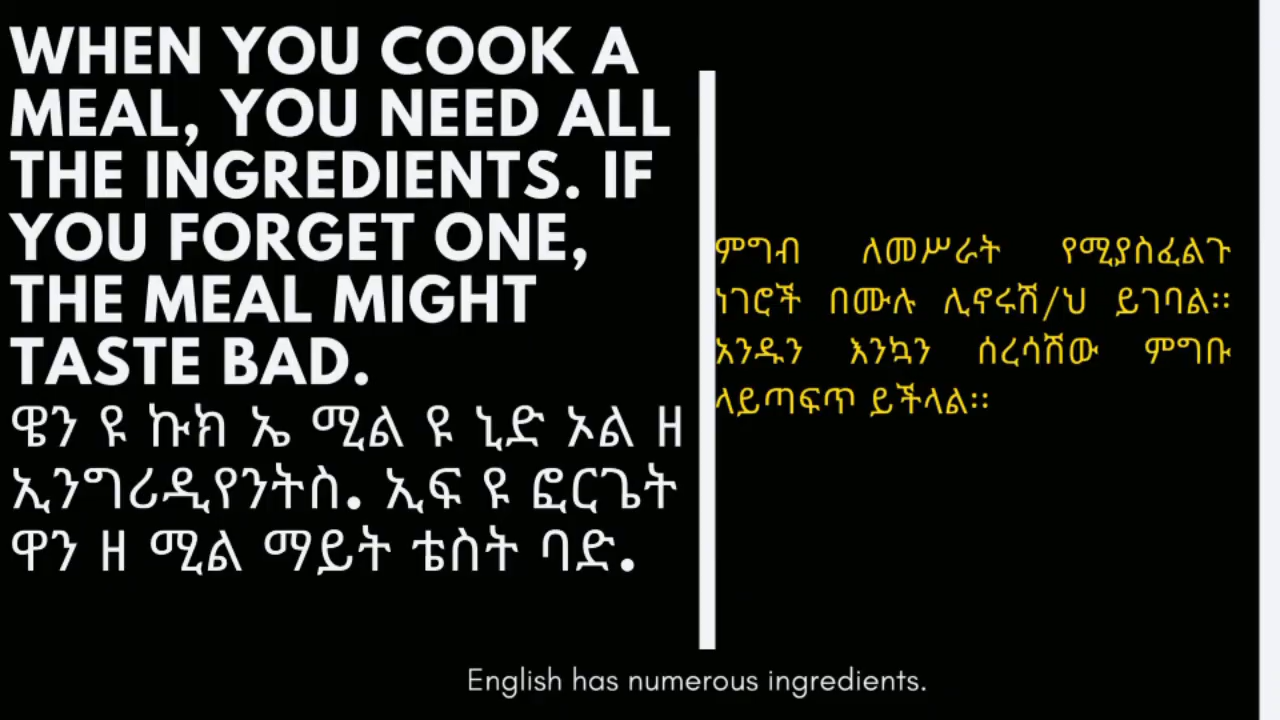 WHEN YOU COOK A
MEAL, YOU NEED ALL
THE INGREDIENTS. IF
YOU FORGET ONE,
THE MEAL MIGHT
TASTE BAD.
ዌን ዩ ኩክ ኤ ሚል ዩ ኒድ ኦል ዘ
ኢንግሪዲየንትስ. ኢፍ ዩ ፎርጌት
ዋን ዘ ሚል ማይት ቴስት ባድ.
ምግብ ለመሥራት የሚያስፈልጉ
ነገሮች በሙሉ ሊኖሩሽ/ህ ይገባል፡፡
አንዱን እንኳን ሰረሳሽው ምግቡ
ላይጣፍጥ ይችላል፡፡
English has numerous ingredients.